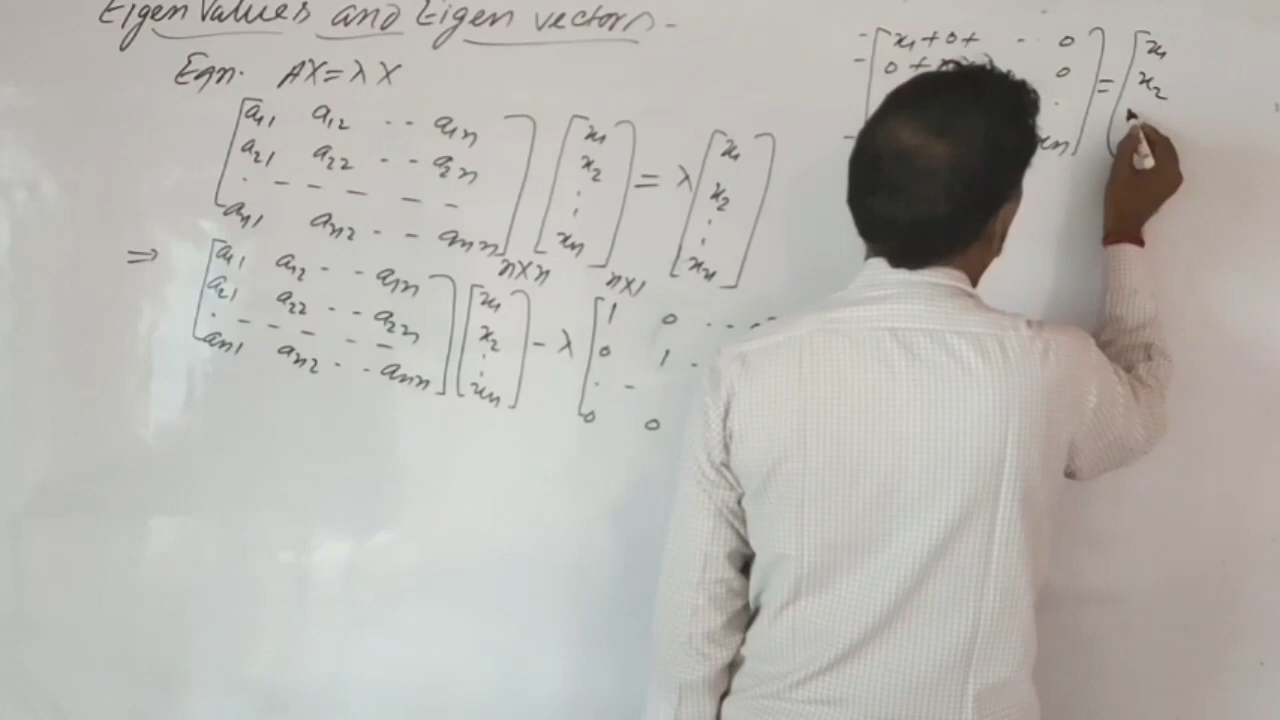 Eigen Values and Eigen vectors -
Eqn. AX = λ X
[ a11 a12 - - a1n ] [ x1 ] = λ [ x1 ]
a21 a22 - - a2n x2 x2
. - - - - - : :
an1 an2 - - ann xn xn
n×n n×1
⇒ [ a11 a12 - - a1n ] [ x1 ] - λ [ 1 0 - - - -
a21 a22 - - a2n x2 0 1 -
. - - - - - : . -
an1 an2 - - ann xn 0 0
[ x1 + 0 + - - 0 ] = [ x1
0 + 0 x2
xn